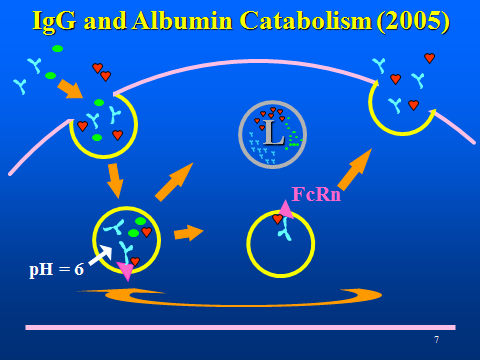 IgG and Albumin Catabolism (2005)
L
FcRn
pH = 6
7